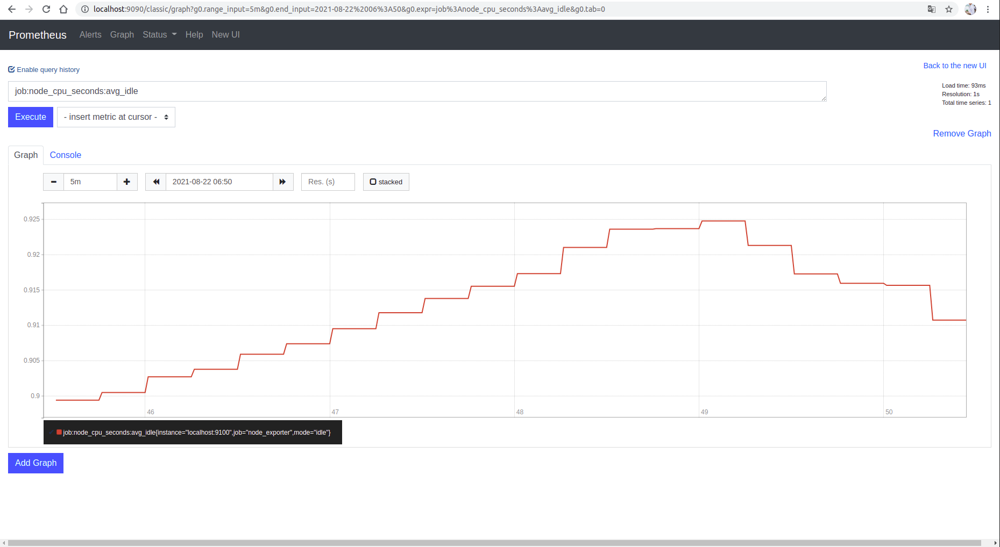 localhost:9090/classic/graph?g0.range_input=5m&g0.end_input=2021-08-22%2006%3A50&g0.expr=job%3Anode_cpu_seconds%3Aavg_idle&g0.tab=0
Prometheus Alerts Graph Status Help New UI
Enable query history
Back to the new UI
job:node_cpu_seconds:avg_idle
Load time: 93ms
Resolution: 1s
Total time series: 1
Execute - insert metric at cursor -
Remove Graph
Graph Console
5m 2021-08-22 06:50 Res. (s) stacked
0.925
0.92
0.915
0.91
0.905
0.9
46 47 48 49 50
job:node_cpu_seconds:avg_idle{instance="localhost:9100",job="node_exporter",mode="idle"}
Add Graph